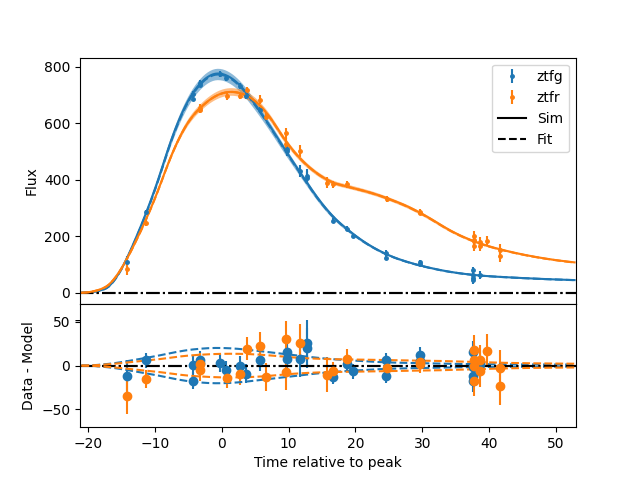 800
600
400
200
0
Flux
ztfg
ztfr
Sim
Fit
50
0
−50
Data - Model
−20 −10 0 10 20 30 40 50
Time relative to peak